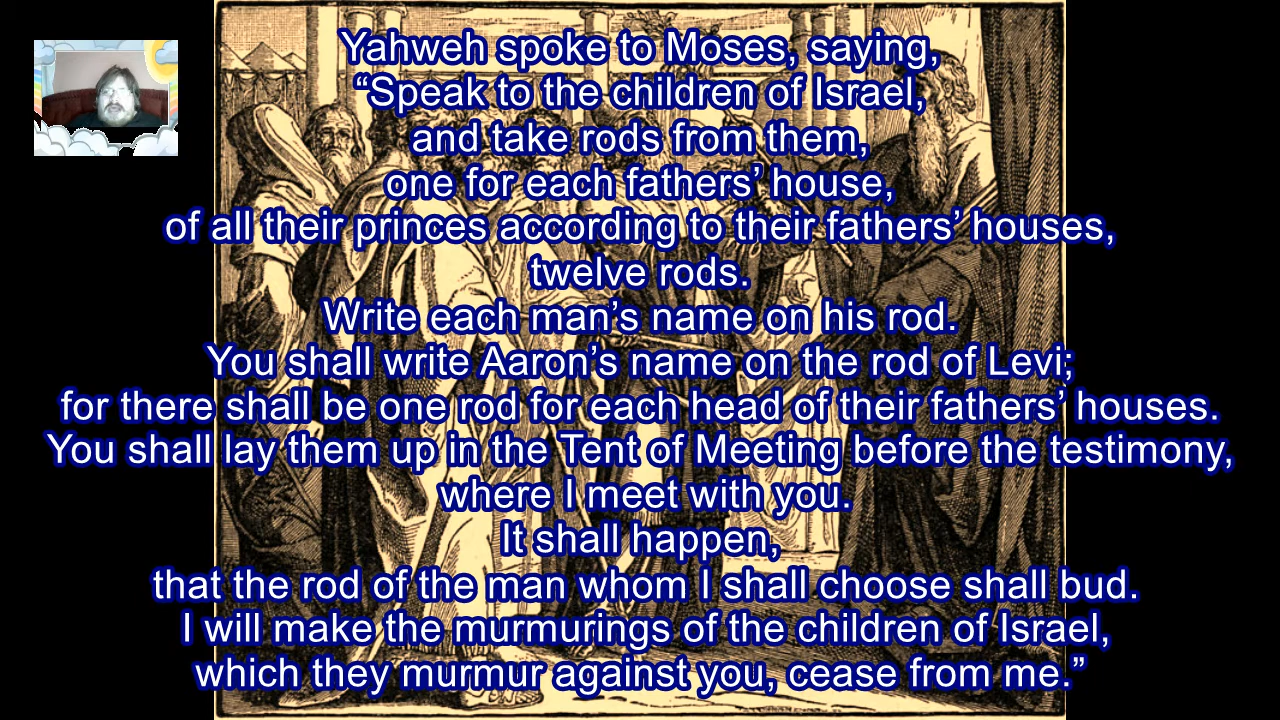 Yahweh spoke to Moses, saying,
“Speak to the children of Israel,
and take rods from them,
one for each fathers’ house,
of all their princes according to their fathers’ houses,
twelve rods.
Write each man’s name on his rod.
You shall write Aaron’s name on the rod of Levi;
for there shall be one rod for each head of their fathers’ houses.
You shall lay them up in the Tent of Meeting before the testimony,
where I meet with you.
It shall happen,
that the rod of the man whom I shall choose shall bud.
I will make the murmurings of the children of Israel,
which they murmur against you, cease from me.”